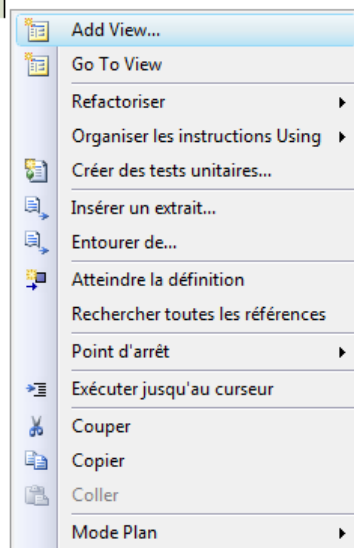 Add View...
Go To View
Refactoriser
Organiser les instructions Using
Créer des tests unitaires...
Insérer un extrait...
Entourer de...
Atteindre la définition
Rechercher toutes les références
Point d'arrêt
Exécuter jusqu'au curseur
Couper
Copier
Coller
Mode Plan